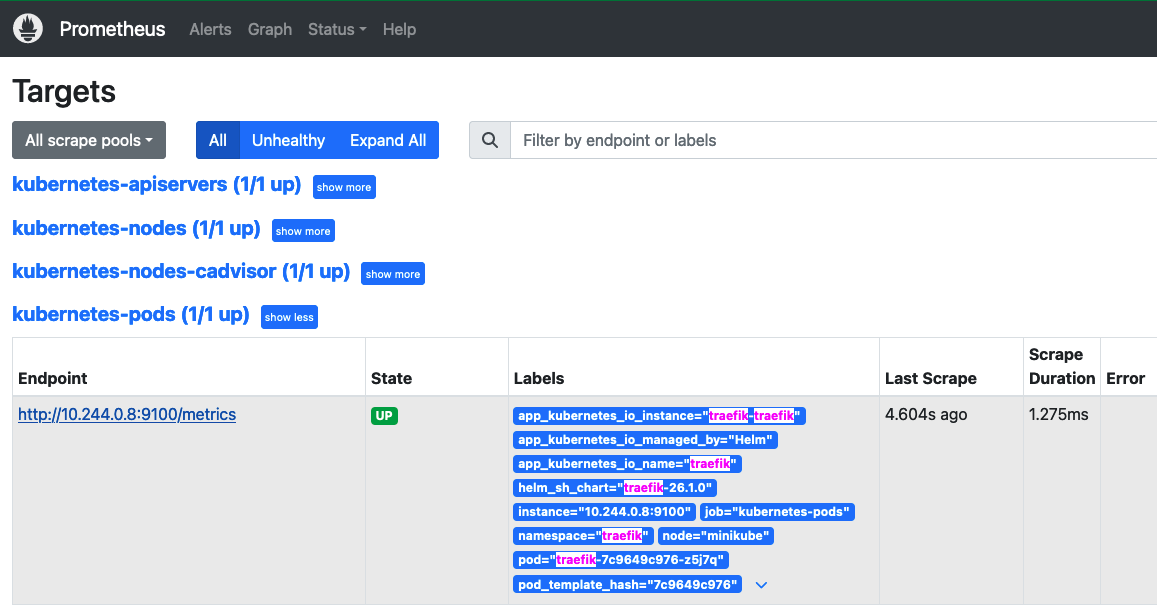 Prometheus Alerts Graph Status Help
Targets
All scrape pools All Unhealthy Expand All Filter by endpoint or labels
kubernetes-apiservers (1/1 up) show more
kubernetes-nodes (1/1 up) show more
kubernetes-nodes-cadvisor (1/1 up) show more
kubernetes-pods (1/1 up) show less
Endpoint State Labels Last Scrape Scrape Duration Error
http://10.244.0.8:9100/metrics UP app_kubernetes_io_instance="traefik-traefik" 4.604s ago 1.275ms
app_kubernetes_io_managed_by="Helm"
app_kubernetes_io_name="traefik"
helm_sh_chart="traefik-26.1.0"
instance="10.244.0.8:9100" job="kubernetes-pods"
namespace="traefik" node="minikube"
pod="traefik-7c9649c976-z5j7q"
pod_template_hash="7c9649c976"